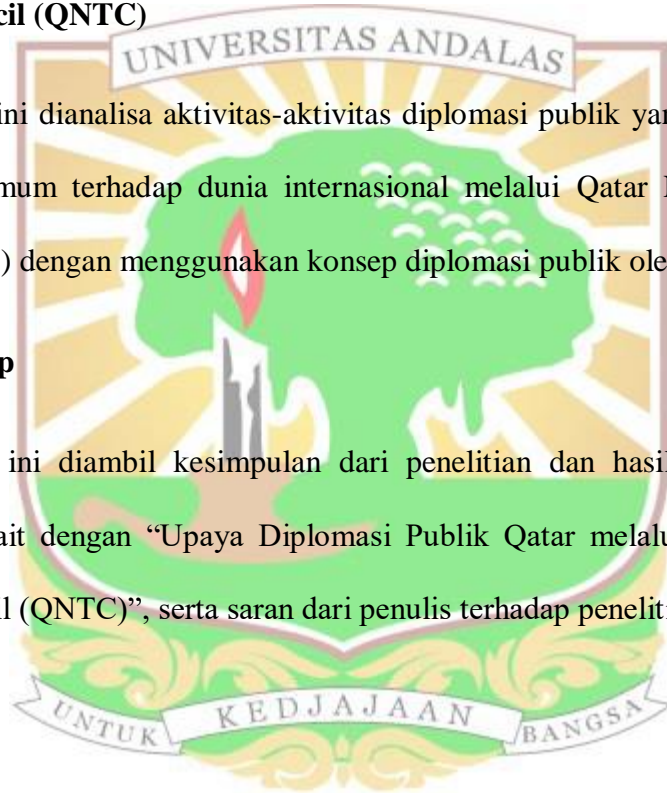 cil (QNTC)
UNIVERSITAS ANDALAS
ini dianalisa aktivitas-aktivitas diplomasi publik yar
mum terhadap dunia internasional melalui Qatar
) dengan menggunakan konsep diplomasi publik ole
p
ini diambil kesimpulan dari penelitian dan hasil
ait dengan “Upaya Diplomasi Publik Qatar melalu
l (QNTC)”, serta saran dari penulis terhadap penelit
UNTUK KEDJAJAAN BANGSA